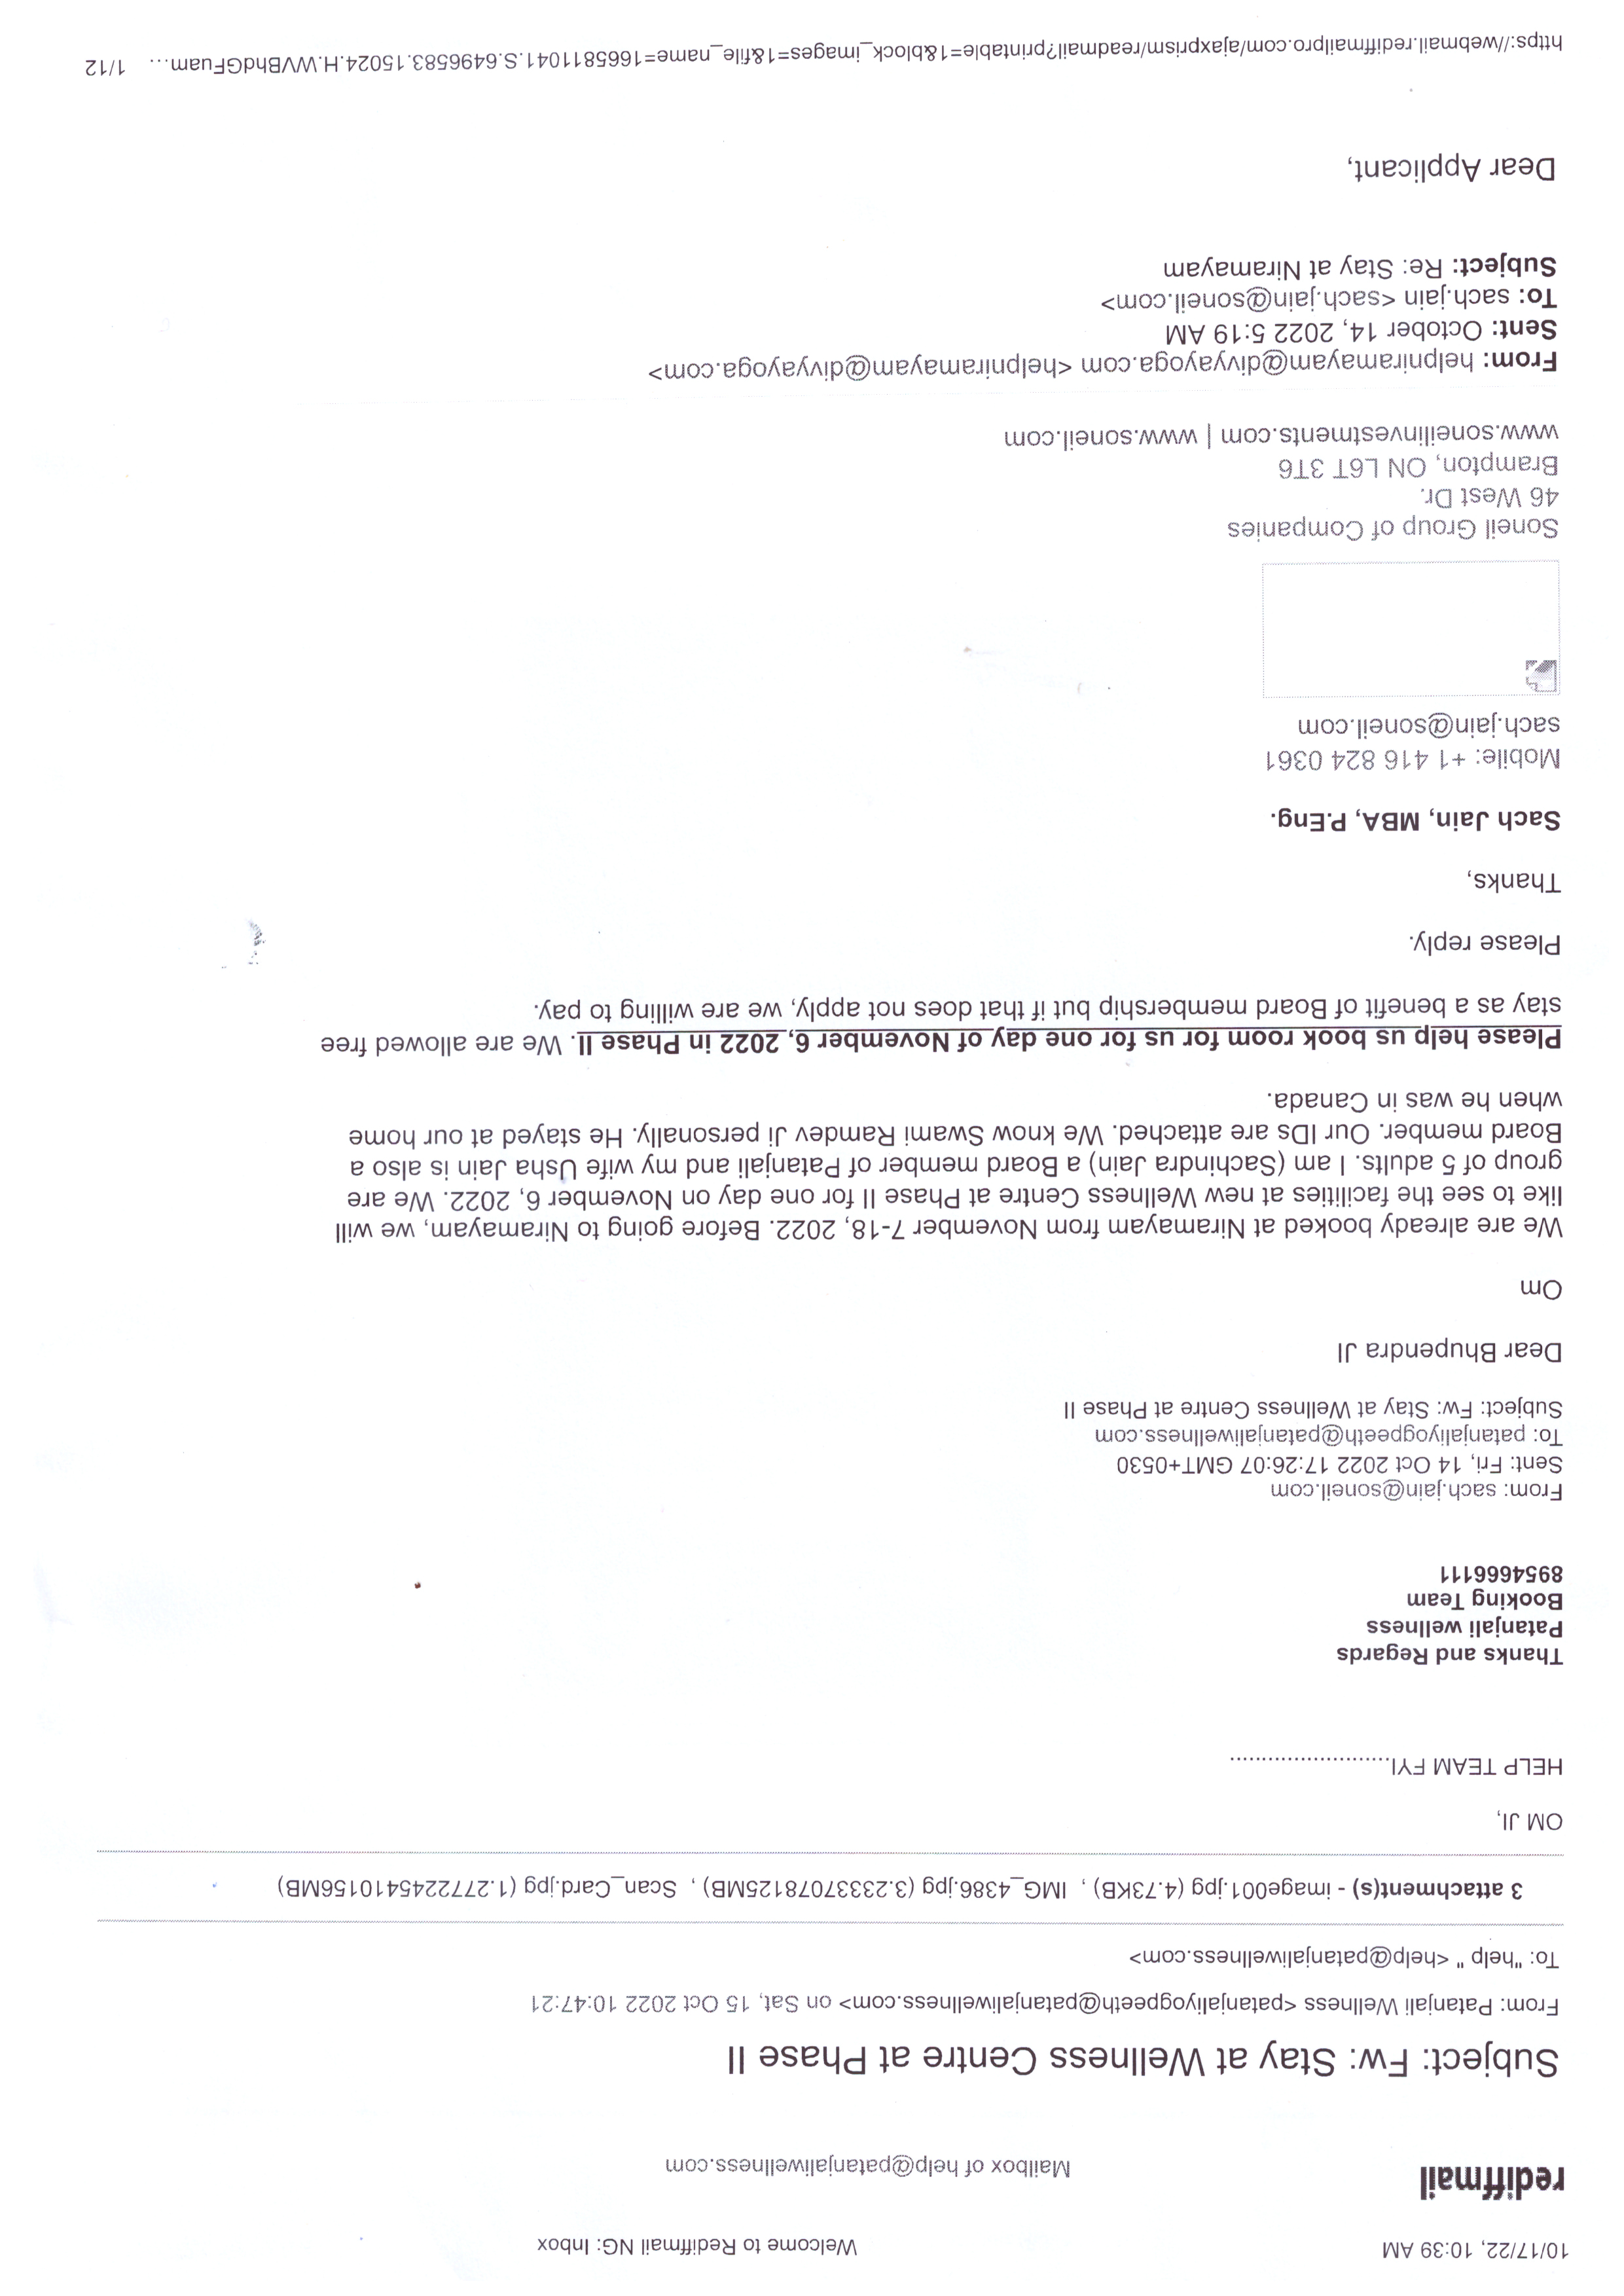 10/17/22, 10:39 AM
Welcome to Rediffmail NG: Inbox
rediffmail
Mailbox of help@patanjaliwellness.com
Subject: Fw: Stay at Wellness Centre at Phase II
From: Patanjali Wellness <patanjaliyogpeeth@patanjaliwellness.com> on Sat, 15 Oct 2022 10:47:21
To: "help " <help@patanjaliwellness.com>
3 attachment(s) - image001.jpg (4.73KB) , IMG_4386.jpg (3.23337078125MB) , Scan_Card.jpg (1.2772245410156MB)
OM JI,
HELP TEAM FYI..........................
Thanks and Regards
Patanjali wellness
Booking Team
8954666111
From: sach.jain@soneil.com
Sent: Fri, 14 Oct 2022 17:26:07 GMT+0530
To: patanjaliyogpeeth@patanjaliwellness.com
Subject: Fw: Stay at Wellness Centre at Phase II
Dear Bhupendra JI
Om
We are already booked at Niramayam from November 7-18, 2022. Before going to Niramayam, we will
like to see the facilities at new Wellness Centre at Phase II for one day on November 6, 2022. We are
group of 5 adults. I am (Sachindra Jain) a Board member of Patanjali and my wife Usha Jain is also a
Board member. Our IDs are attached. We know Swami Ramdev Ji personally. He stayed at our home
when he was in Canada.
Please help us book room for us for one day of November 6, 2022 in Phase II. We are allowed free
stay as a benefit of Board membership but if that does not apply, we are willing to pay.
Please reply.
Thanks,
Sach Jain, MBA, P.Eng.
Mobile: +1 416 824 0361
sach.jain@soneil.com
Soneil Group of Companies
46 West Dr.
Brampton, ON L6T 3T6
www.soneilinvestments.com | www.soneil.com
From: helpniramayam@divyayoga.com <helpniramayam@divyayoga.com>
Sent: October 14, 2022 5:19 AM
To: sach.jain <sach.jain@soneil.com>
Subject: Re: Stay at Niramayam
Dear Applicant,
https://webmail.rediffmailpro.com/ajaxprism/readmail?printable=1&block_images=1&file_name=1665811041.S.6496583.15024.H.WVBhdGFuam… 1/12